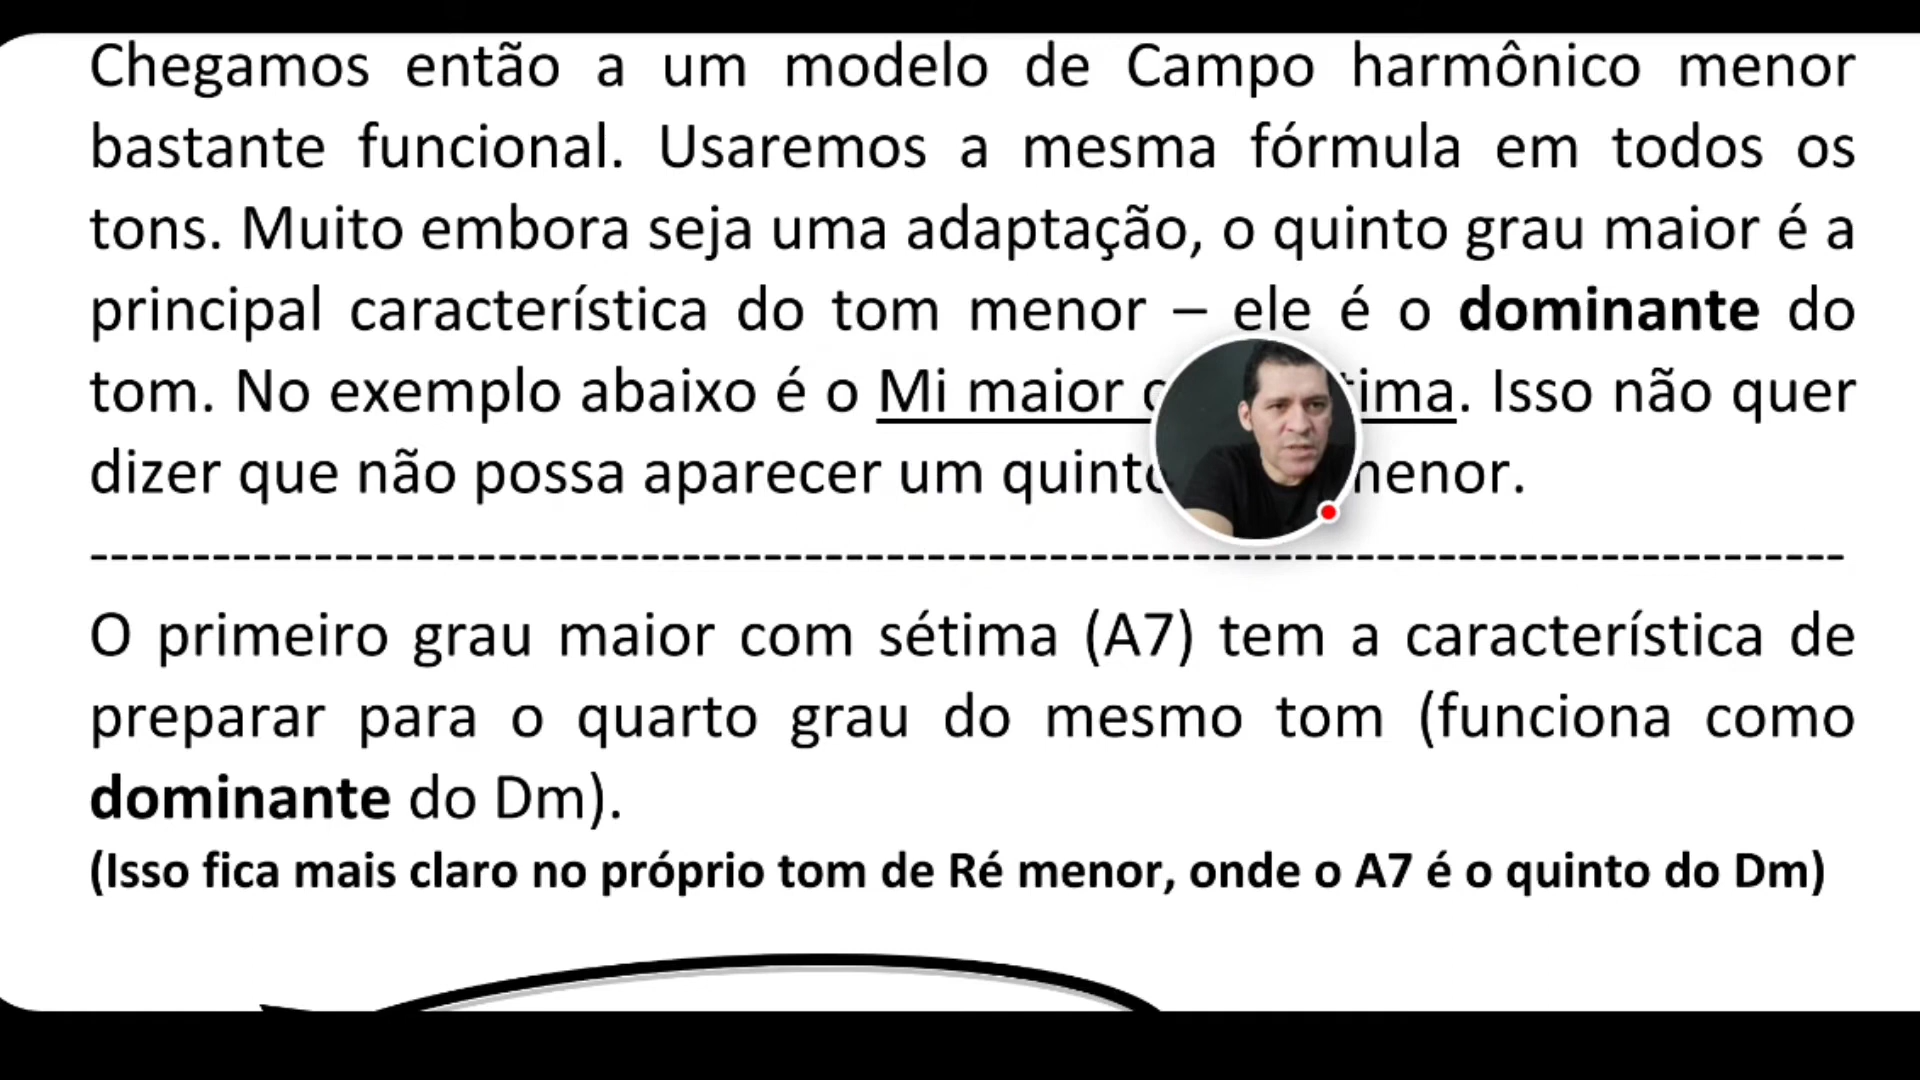 Chegamos então a um modelo de Campo harmônico menor
bastante funcional. Usaremos a mesma fórmula em todos os
tons. Muito embora seja uma adaptação, o quinto grau maior é a
principal característica do tom menor – ele é o dominante do
tom. No exemplo abaixo é o Mi maior . Isso não quer
dizer que não possa aparecer um menor.
--------------------------------------------------------------------------------------
O primeiro grau maior com sétima (A7) tem a característica de
preparar para o quarto grau do mesmo tom (funciona como
dominante do Dm).
(Isso fica mais claro no próprio tom de Ré menor, onde o A7 é o quinto do Dm)